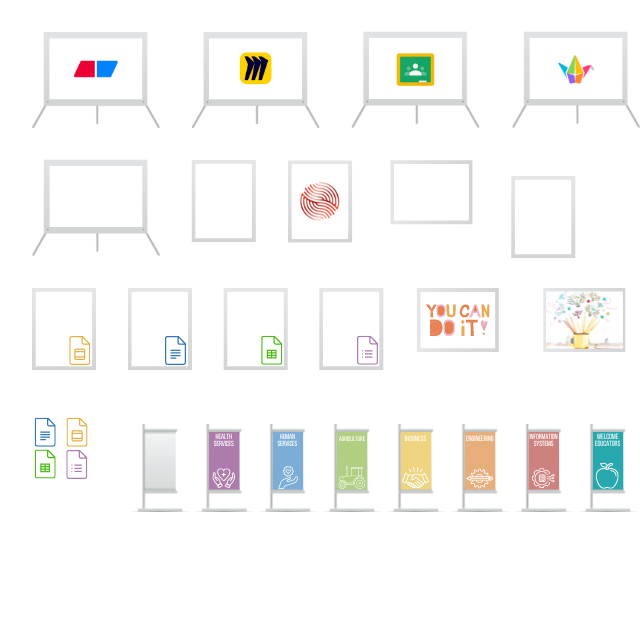 YOU CAN
DO iT!
HEALTH
SERVICES
HUMAN
SERVICES
AGRICULTURE
BUSINESS
ENGINEERING
INFORMATION
SYSTEMS
WELCOME
EDUCATORS